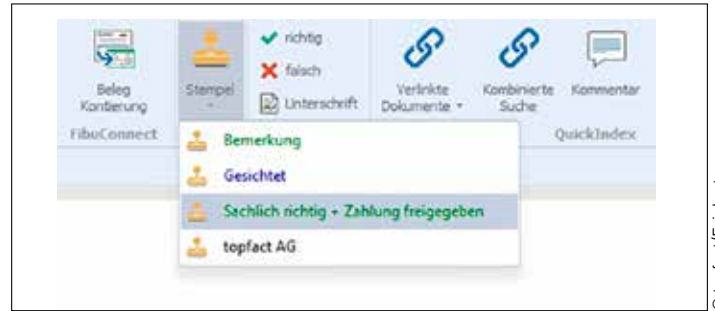 richtig
falsch
Unterschrift
Beleg
Kontierung
Stempel
Verlinkte
Dokumente
Kombinierte
Suche
Kommentar
FibuConnect
QuickIndex
Bemerkung
Gesichtet
Sachlich richtig + Zahlung freigegeben
topfact AG